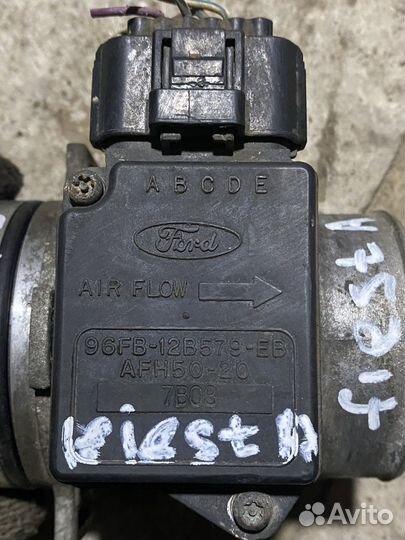 A B C D E
Ford
AIR FLOW
96FB-12B579-EB
AFH50-20
7B03
fiesta
fiesta
Avito